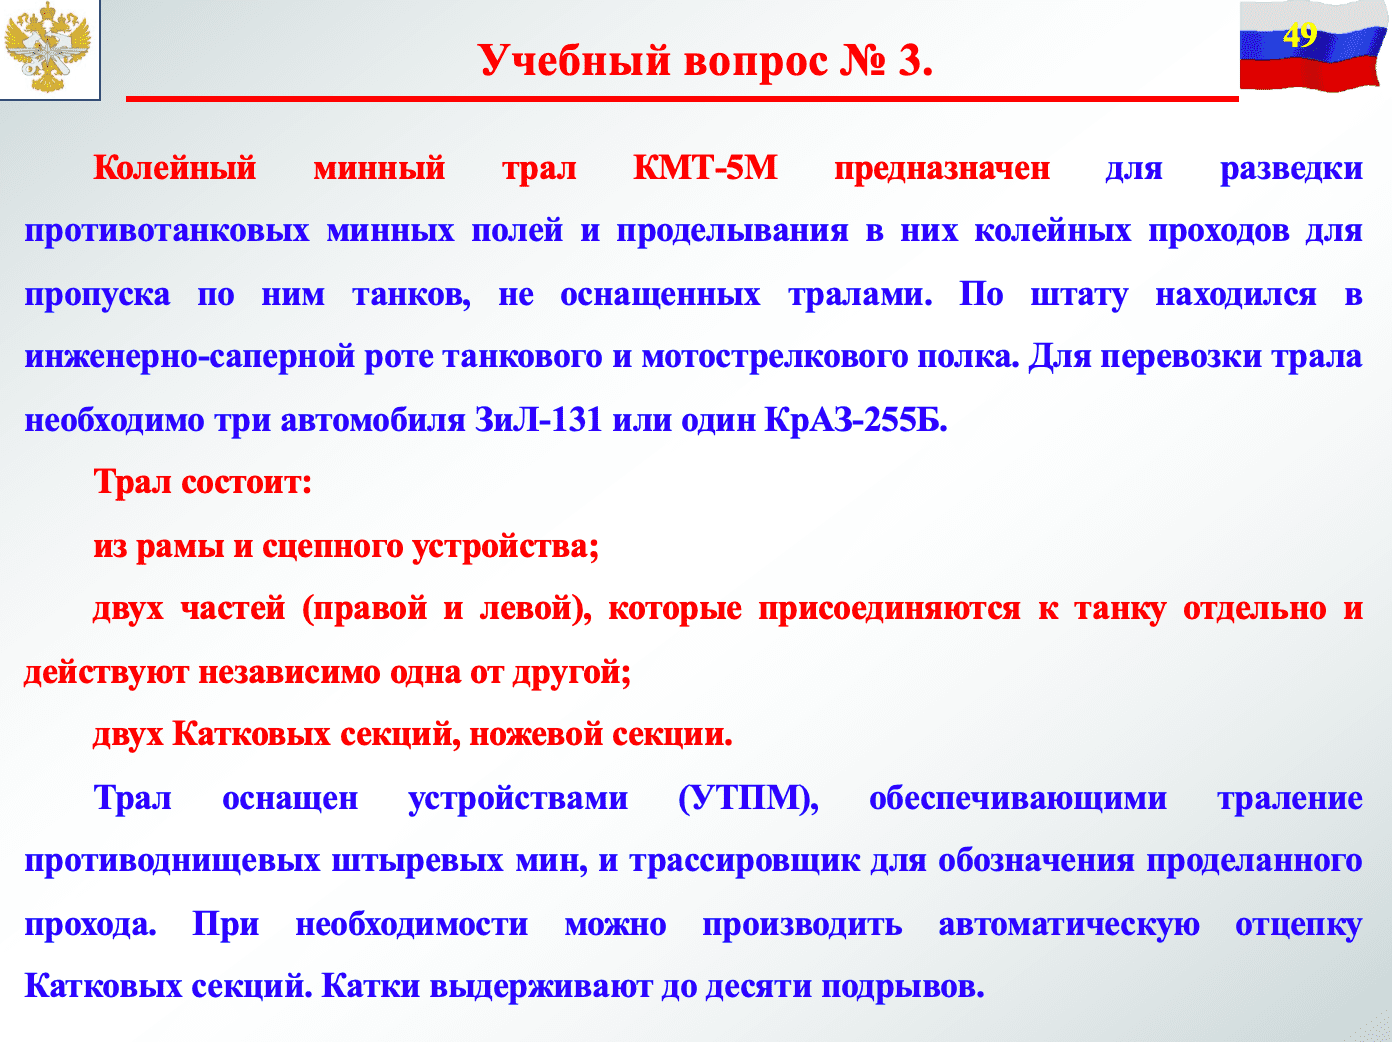 49
Учебный вопрос № 3.
Колейный минный трал КМТ-5М предназначен для разведки
противотанковых минных полей и проделывания в них колейных проходов для
пропуска по ним танков, не оснащенных тралами. По штату находился в
инженерно-саперной роте танкового и мотострелкового полка. Для перевозки трала
необходимо три автомобиля ЗиЛ-131 или один КрАЗ-255Б.
Трал состоит:
из рамы и сцепного устройства;
двух частей (правой и левой), которые присоединяются к танку отдельно и
действуют независимо одна от другой;
двух Катковых секций, ножевой секции.
Трал оснащен устройствами (УТПМ), обеспечивающими траление
противоднищевых штыревых мин, и трассировщик для обозначения проделанного
прохода. При необходимости можно производить автоматическую отцепку
Катковых секций. Катки выдерживают до десяти подрывов.